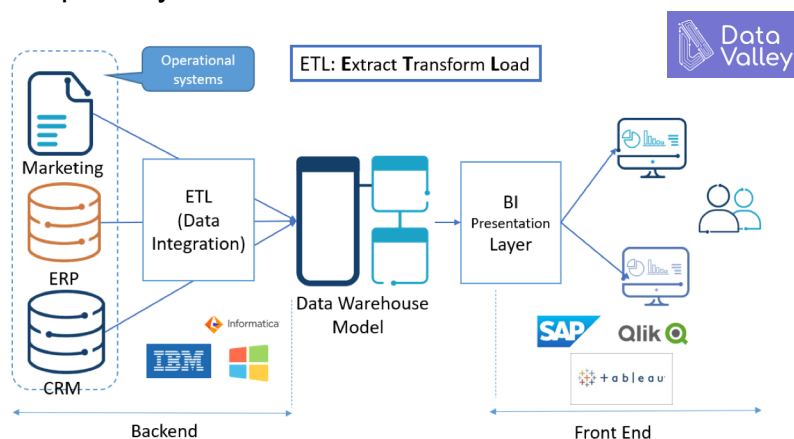 Data
Valley
Operational
systems
ETL: Extract Transform Load
Marketing
ERP
CRM
ETL
(Data
Integration)
Data Warehouse
Model
BI
Presentation
Layer
Informatica
IBM
SAP
Qlik
+ableau
Backend
Front End